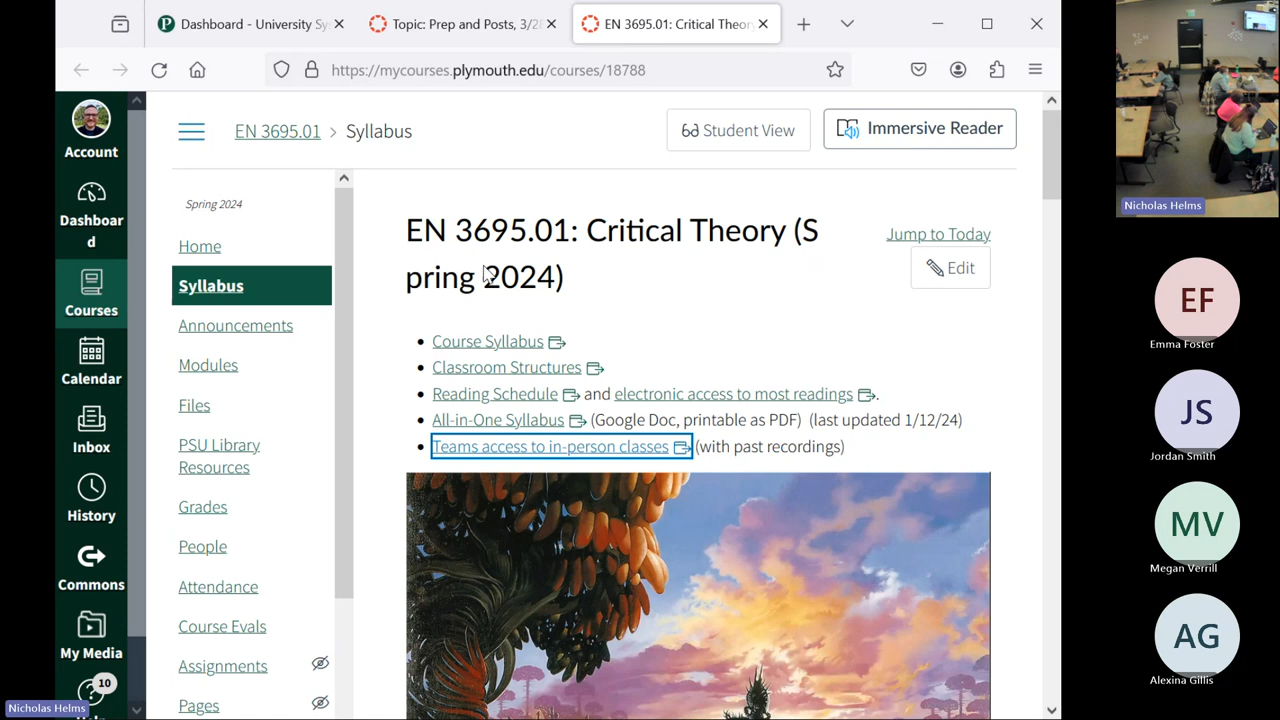 Dashboard - University Sy
Topic: Prep and Posts, 3/28
EN 3695.01: Critical Theory
https://mycourses.plymouth.edu/courses/18788
Account
Dashboar
d
Courses
Calendar
Inbox
History
Commons
My Media
10
Help
EN 3695.01 > Syllabus
Student View
Immersive Reader
Spring 2024
Home
Syllabus
Announcements
Modules
Files
PSU Library
Resources
Grades
People
Attendance
Course Evals
Assignments
Pages
EN 3695.01: Critical Theory (S
pring 2024)
Jump to Today
Edit
Course Syllabus
Classroom Structures
Reading Schedule and electronic access to most readings.
All-in-One Syllabus (Google Doc, printable as PDF) (last updated 1/12/24)
Teams access to in-person classes (with past recordings)
Nicholas Helms
Nicholas Helms
EF
Emma Foster
JS
Jordan Smith
MV
Megan Verrill
AG
Alexina Gillis